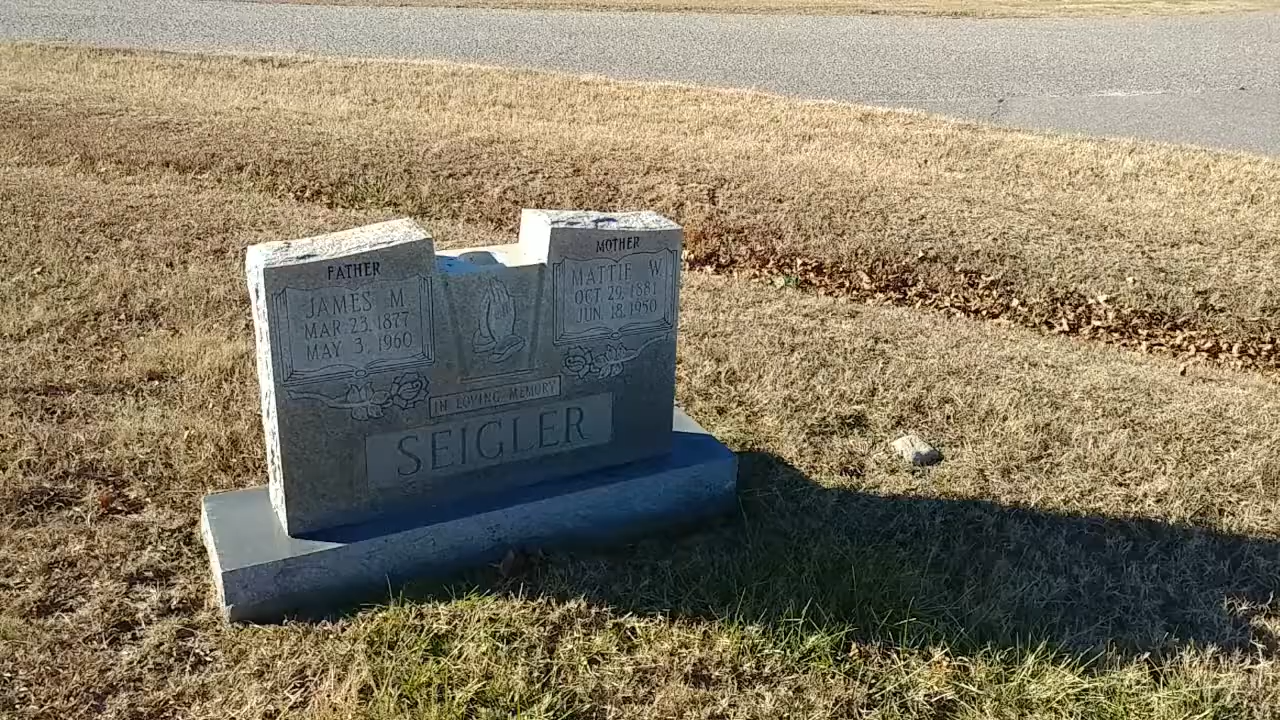 FATHER
JAMES M.
MAR. 23, 1877
MAY 3, 1960
MOTHER
MATTIE W.
OCT. 29, 1881
JUN. 18, 1950
IN LOVING MEMORY
SEIGLER